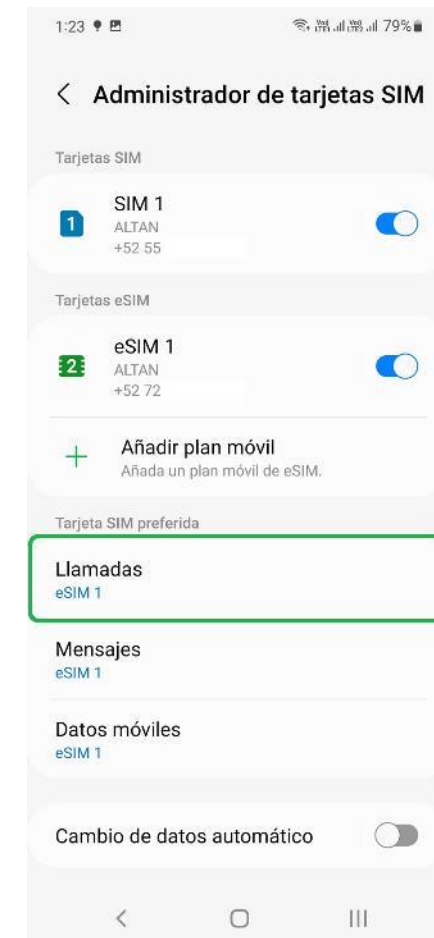 1:23 79%
Administrador de tarjetas SIM
Tarjetas SIM
1 SIM 1
ALTAN
+52 55
Tarjetas eSIM
2 eSIM 1
ALTAN
+52 72
Añadir plan móvil
Añada un plan móvil de eSIM.
Tarjeta SIM preferida
Llamadas
eSIM 1
Mensajes
eSIM 1
Datos móviles
eSIM 1
Cambio de datos automático